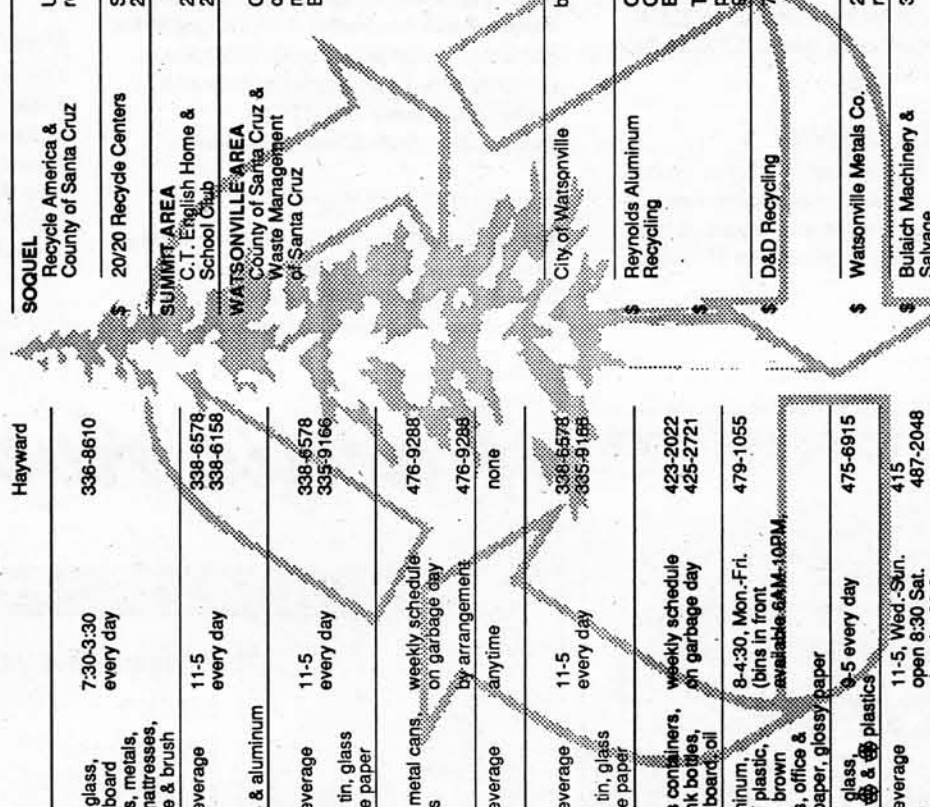 Hayward
glass, 7:30-3:30 336-8610
board every day
s, metals,
mattresses,
e & brush
everage 11-5 338-6578
every day 338-6158
& aluminum
everage 11-5 338-6578
every day 335-9166
tin, glass
e paper
metal cans, weekly schedule 476-9288
on garbage day
by arrangement 476-9288
everage anytime none
11-5 338-6578
every day 335-9166
tin, glass
e paper
s containers, weekly schedule 423-2022
nk bottles, on garbage day 425-2721
board, oil
8-4:30, Mon.-Fri. 479-1055
plastic, (bins in front
brown available 6AM-10PM
office &
aper, glossy paper
glass, 9-5 every day 475-6915
& plastics
everage 11-5, Wed.-Sun. 415
open 8:30 Sat. 487-2048
SOQUEL
Recycle America &
County of Santa Cruz
$ 20/20 Recycle Centers
SUMMIT AREA
C.T. English Home &
School Club
WATSONVILLE AREA
County of Santa Cruz &
Waste Management
of Santa Cruz
City of Watsonville
$ Reynolds Aluminum
Recycling
$
$ D&D Recycling
$ Watsonville Metals Co.
$ Bulaich Machinery &
Salvage